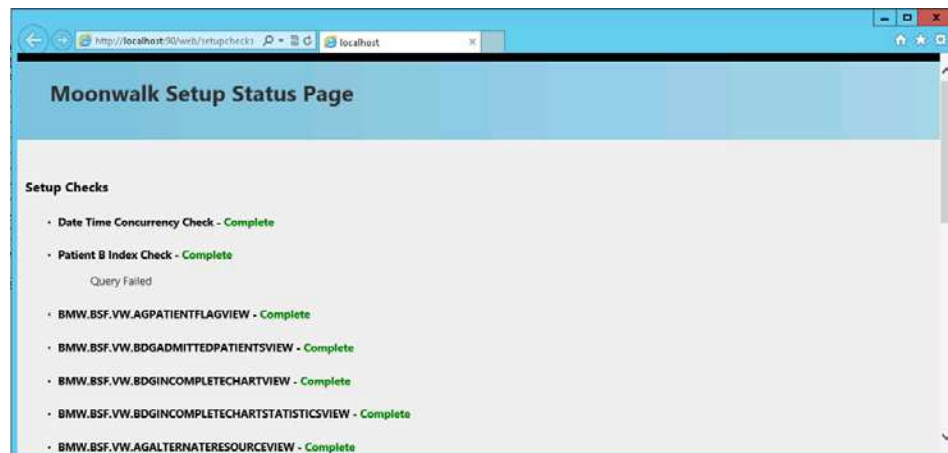 http://localhost:90/web/setupchecks
localhost
Moonwalk Setup Status Page
Setup Checks
Date Time Concurrency Check - Complete
Patient B Index Check - Complete
Query Failed
BMW.BSF.VW.AGPATIENTFLAGVIEW - Complete
BMW.BSF.VW.BDGADMITTEDPATIENTSVIEW - Complete
BMW.BSF.VW.BDGINCOMPLETECHARTVIEW - Complete
BMW.BSF.VW.BDGINCOMPLETECHARTSTATISTICSVIEW - Complete
BMW.BSF.VW.AGALTERNATERESOURCEVIEW - Complete